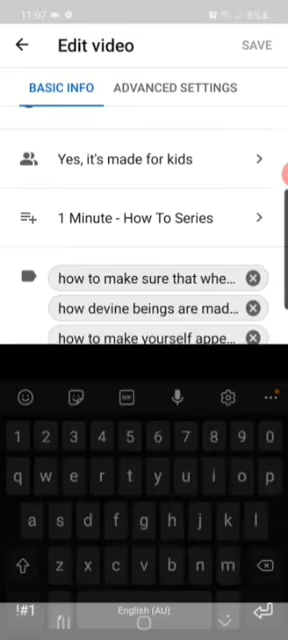 11:07
8%
Edit video
SAVE
BASIC INFO
ADVANCED SETTINGS
Yes, it's made for kids
1 Minute - How To Series
how to make sure that whe...
how devine beings are mad...
how to make yourself appe...
GIF
1 2 3 4 5 6 7 8 9 0
q w e r t y u i o p
a s d f g h j k l
z x c v b n m
!#1
English (AU)